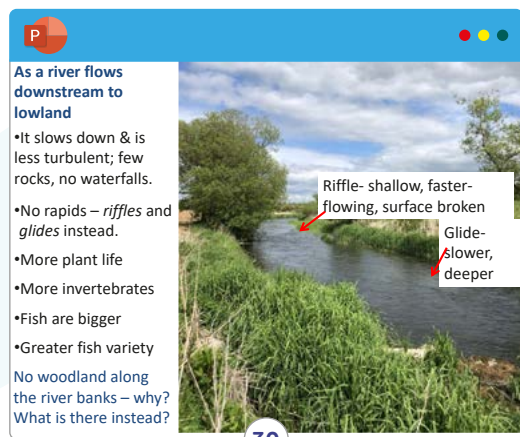 P
As a river flows
downstream to
lowland
•It slows down & is
less turbulent; few
rocks, no waterfalls.
•No rapids – riffles and
glides instead.
•More plant life
•More invertebrates
•Fish are bigger
•Greater fish variety
No woodland along
the river banks – why?
What is there instead?
Riffle- shallow, faster-
flowing, surface broken
Glide-
slower,
deeper